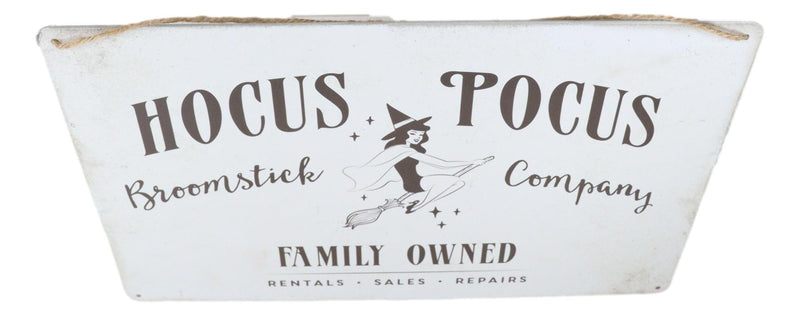 HOCUS POCUS
Broomstick Company
FAMILY OWNED
RENTALS · SALES · REPAIRS